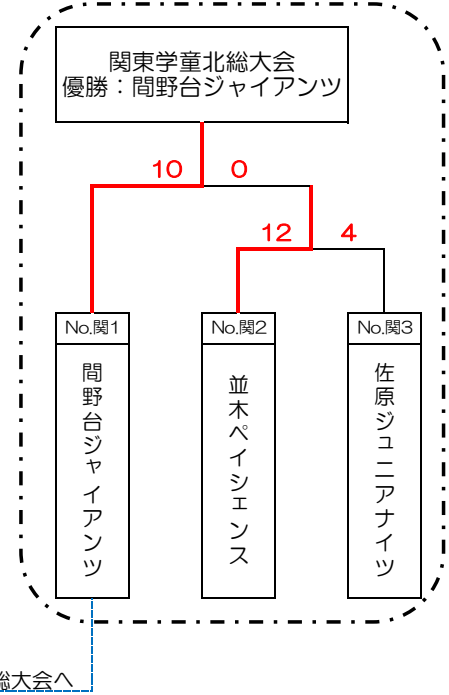 関東学童北総大会
優勝：間野台ジャイアンツ
10 0
12 4
No.関1 No.関2 No.関3
間野台ジャイアンツ
並木ペイシェンス
佐原ジュニアナイツ
総大会へ